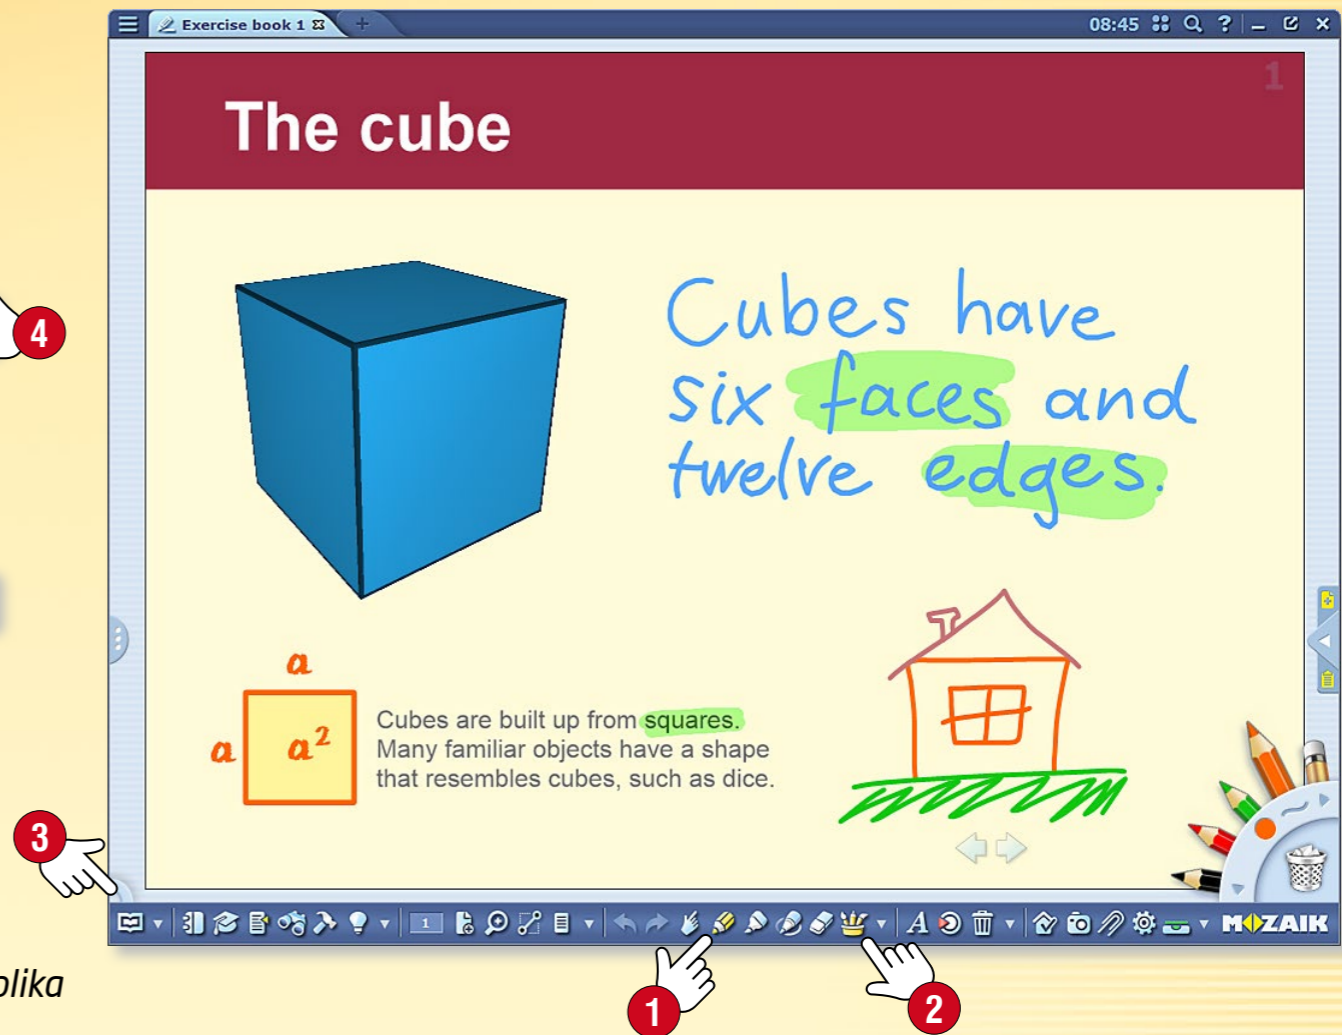 Exercise book 1
08:45
1
The cube
Cubes have
six faces and
twelve edges.
4
a
a a²
Cubes are built up from squares.
Many familiar objects have a shape
that resembles cubes, such as dice.
3
1
A
MOZAIK
olika
1
2